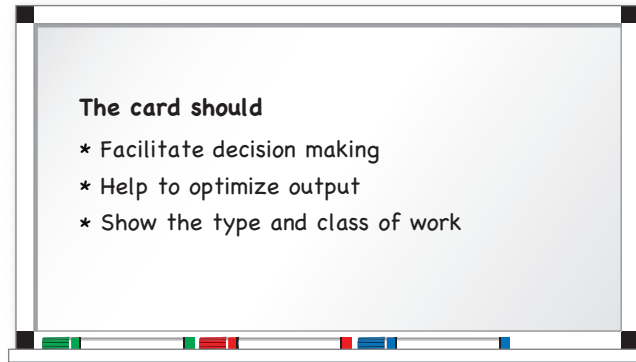 The card should
* Facilitate decision making
* Help to optimize output
* Show the type and class of work